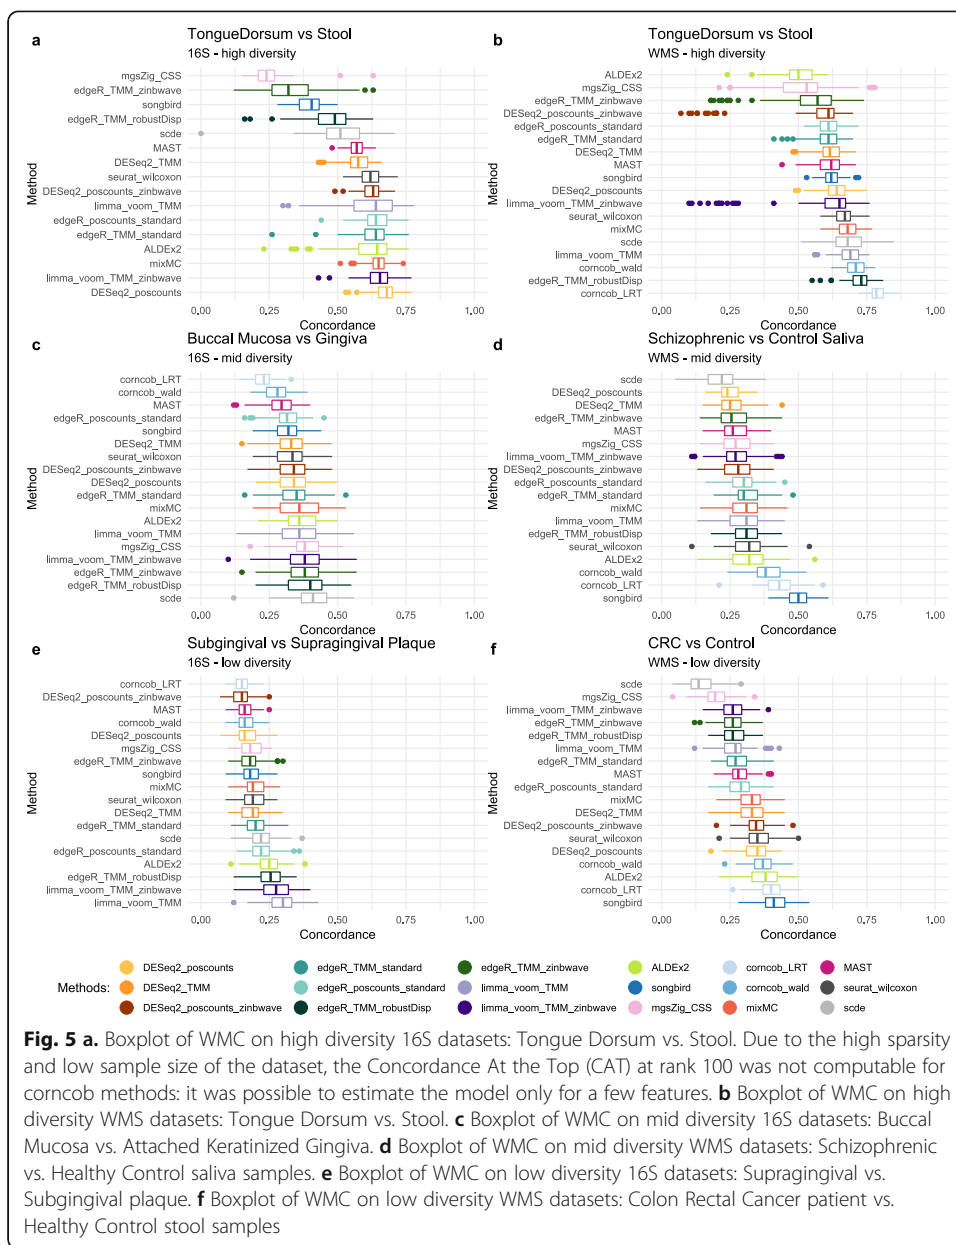 a
TongueDorsum vs Stool
16S - high diversity
Method
mgsZig_CSS
edgeR_TMM_zinbwave
songbird
edgeR_TMM_robustDisp
scde
MAST
DESeq2_TMM
seurat_wilcoxon
DESeq2_poscounts_zinbwave
limma_voom_TMM
edgeR_poscounts_standard
edgeR_TMM_standard
ALDEx2
mixMC
limma_voom_TMM_zinbwave
DESeq2_poscounts
0.00 0.25 0.50 0.75 1.00
Concordance
b
TongueDorsum vs Stool
WMS - high diversity
Method
ALDEx2
mgsZig_CSS
edgeR_TMM_zinbwave
DESeq2_poscounts_zinbwave
edgeR_poscounts_standard
edgeR_TMM_standard
DESeq2_TMM
MAST
songbird
DESeq2_poscounts
limma_voom_TMM_zinbwave
seurat_wilcoxon
mixMC
scde
limma_voom_TMM
corncob_wald
edgeR_TMM_robustDisp
corncob_LRT
0.00 0.25 0.50 0.75 1.00
Concordance
c
Buccal Mucosa vs Gingiva
16S - mid diversity
Method
corncob_LRT
corncob_wald
MAST
edgeR_poscounts_standard
songbird
DESeq2_TMM
seurat_wilcoxon
DESeq2_poscounts_zinbwave
DESeq2_poscounts
edgeR_TMM_standard
mixMC
ALDEx2
limma_voom_TMM
mgsZig_CSS
limma_voom_TMM_zinbwave
edgeR_TMM_zinbwave
edgeR_TMM_robustDisp
scde
0.00 0.25 0.50 0.75 1.00
Concordance
d
Schizophrenic vs Control Saliva
WMS - mid diversity
Method
scde
DESeq2_poscounts
DESeq2_TMM
edgeR_TMM_zinbwave
MAST
mgsZig_CSS
limma_voom_TMM_zinbwave
DESeq2_poscounts_zinbwave
edgeR_poscounts_standard
edgeR_TMM_standard
mixMC
limma_voom_TMM
edgeR_TMM_robustDisp
seurat_wilcoxon
ALDEx2
corncob_wald
corncob_LRT
songbird
0.00 0.25 0.50 0.75 1.00
Concordance
e
Subgingival vs Supragingival Plaque
16S - low diversity
Method
corncob_LRT
DESeq2_poscounts_zinbwave
MAST
corncob_wald
DESeq2_poscounts
mgsZig_CSS
edgeR_TMM_zinbwave
songbird
mixMC
seurat_wilcoxon
DESeq2_TMM
edgeR_TMM_standard
scde
edgeR_poscounts_standard
ALDEx2
edgeR_TMM_robustDisp
limma_voom_TMM_zinbwave
limma_voom_TMM
0.00 0.25 0.50 0.75 1.00
Concordance
f
CRC vs Control
WMS - low diversity
Method
scde
mgsZig_CSS
limma_voom_TMM_zinbwave
edgeR_TMM_zinbwave
edgeR_TMM_robustDisp
limma_voom_TMM
edgeR_TMM_standard
MAST
edgeR_poscounts_standard
mixMC
DESeq2_TMM
DESeq2_poscounts_zinbwave
seurat_wilcoxon
DESeq2_poscounts
corncob_wald
ALDEx2
corncob_LRT
songbird
0.00 0.25 0.50 0.75 1.00
Concordance
DESeq2_poscounts edgeR_TMM_standard edgeR_TMM_zinbwave ALDEx2 corncob_LRT MAST
Methods: DESeq2_TMM edgeR_poscounts_standard limma_voom_TMM songbird corncob_wald seurat_wilcoxon
DESeq2_poscounts_zinbwave edgeR_TMM_robustDisp limma_voom_TMM_zinbwave mgsZig_CSS mixMC scde
Fig. 5 a. Boxplot of WMC on high diversity 16S datasets: Tongue Dorsum vs. Stool. Due to the high sparsity
and low sample size of the dataset, the Concordance At the Top (CAT) at rank 100 was not computable for
corncob methods: it was possible to estimate the model only for a few features. b Boxplot of WMC on high
diversity WMS datasets: Tongue Dorsum vs. Stool. c Boxplot of WMC on mid diversity 16S datasets: Buccal
Mucosa vs. Attached Keratinized Gingiva. d Boxplot of WMC on mid diversity WMS datasets: Schizophrenic
vs. Healthy Control saliva samples. e Boxplot of WMC on low diversity 16S datasets: Supragingival vs.
Subgingival plaque. f Boxplot of WMC on low diversity WMS datasets: Colon Rectal Cancer patient vs.
Healthy Control stool samples